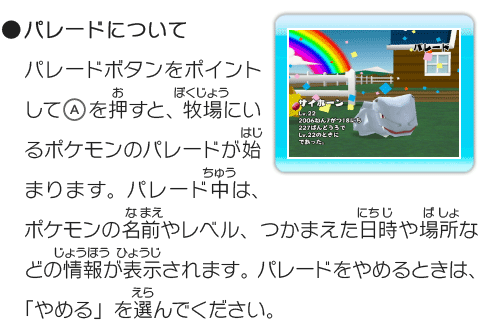 ●パレードについて
パレードボタンをポイント
してⒶを押すと、牧場にい
るポケモンのパレードが始
まります。パレード中は、
ポケモンの名前やレベル、つかまえた日時や場所な
どの情報が表示されます。パレードをやめるときは、
「やめる」を選んでください。
パレード
サイホーン
Lv.22
2006ねん7がつ18にち
227ばんどうろで
Lv.22のときに
であった。